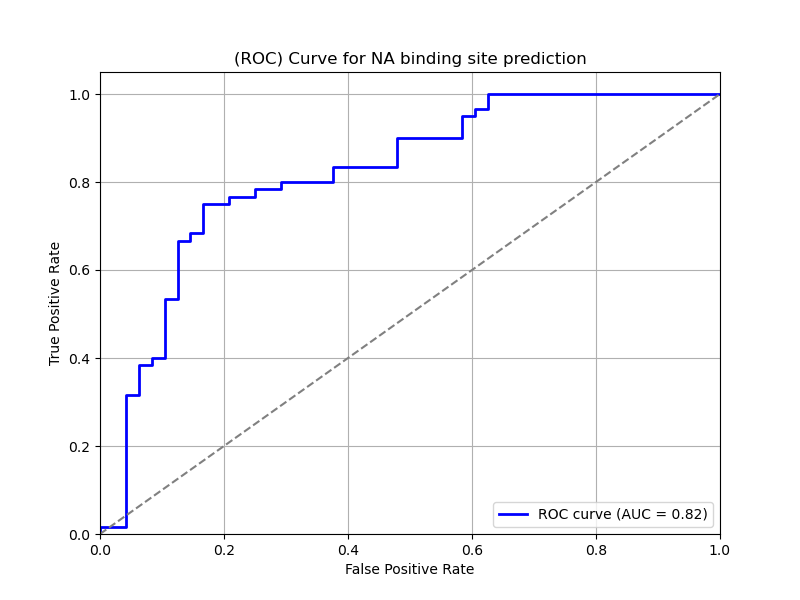 (ROC) Curve for NA binding site prediction
True Positive Rate
1.0
0.8
0.6
0.4
0.2
0.0
ROC curve (AUC = 0.82)
0.0 0.2 0.4 0.6 0.8 1.0
False Positive Rate